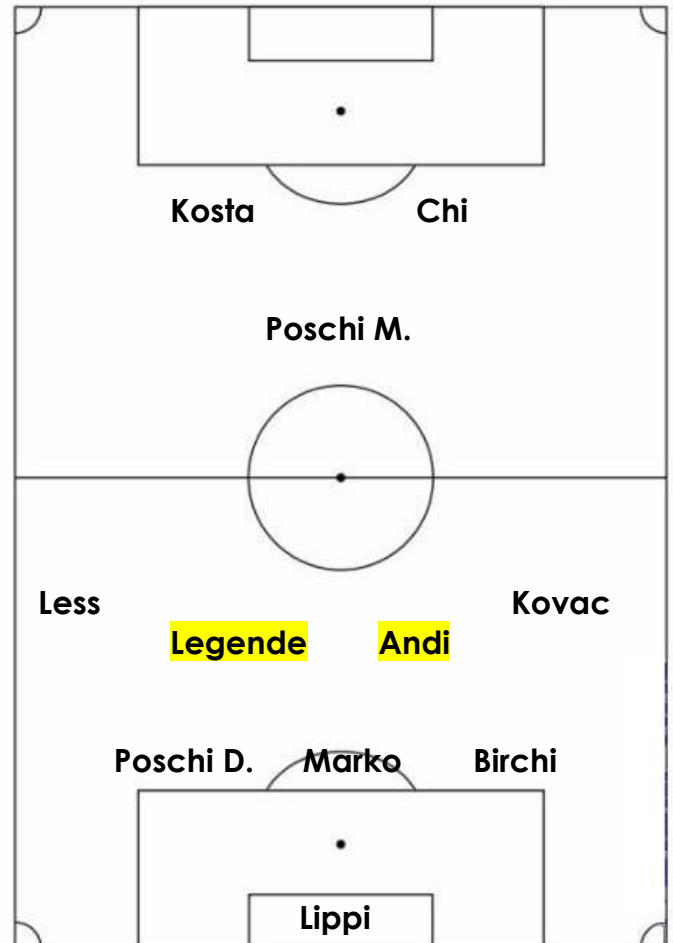 Kosta Chi
Poschi M.
Less Kovac
Legende Andi
Poschi D. Marko Birchi
Lippi